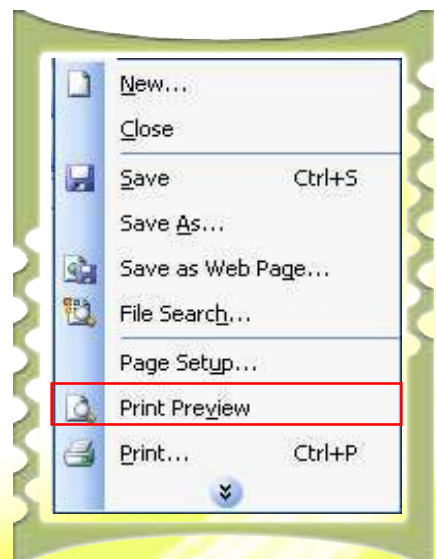 New...
Close
Save Ctrl+S
Save As...
Save as Web Page...
File Search...
Page Setup...
Print Preview
Print... Ctrl+P